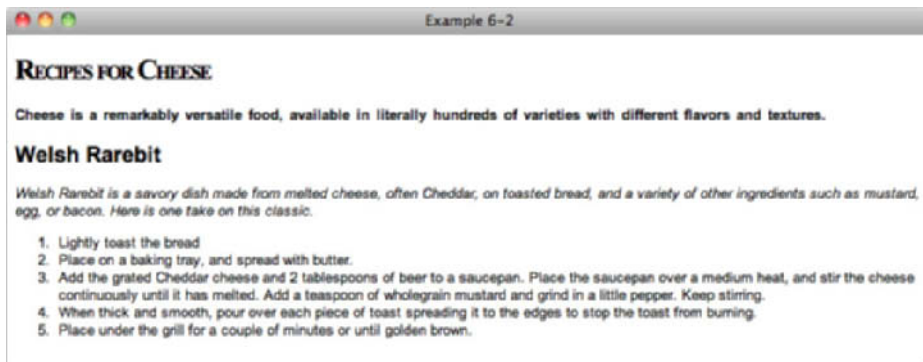 Example 6-2
RECIPES FOR CHEESE
Cheese is a remarkably versatile food, available in literally hundreds of varieties with different flavors and textures.
Welsh Rarebit
Welsh Rarebit is a savory dish made from melted cheese, often Cheddar, on toasted bread, and a variety of other ingredients such as mustard,
egg, or bacon. Here is one take on this classic.
1. Lightly toast the bread
2. Place on a baking tray, and spread with butter.
3. Add the grated Cheddar cheese and 2 tablespoons of beer to a saucepan. Place the saucepan over a medium heat, and stir the cheese
continuously until it has melted. Add a teaspoon of wholegrain mustard and grind in a little pepper. Keep stirring.
4. When thick and smooth, pour over each piece of toast spreading it to the edges to stop the toast from burning.
5. Place under the grill for a couple of minutes or until golden brown.